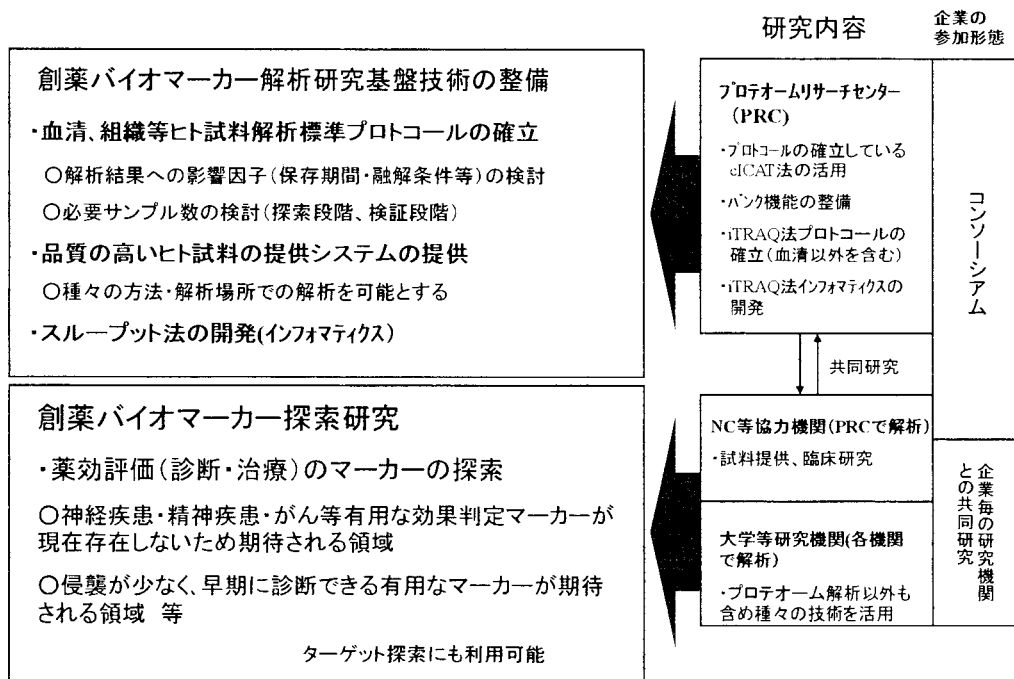 研究内容
企業の
参加形態
創薬バイオマーカー解析研究基盤技術の整備
・血清、組織等ヒト試料解析標準プロトコールの確立
○解析結果への影響因子(保存期間・融解条件等)の検討
○必要サンプル数の検討(探索段階、検証段階)
・品質の高いヒト試料の提供システムの提供
○種々の方法・解析場所での解析を可能とする
・スループット法の開発(インフォマティクス)
プロテオームリサーチセンター
(PRC)
・プロトコールの確立している
cICAT法の活用
・バンク機能の整備
・iTRAQ法プロトコールの
確立(血清以外を含む)
・iTRAQ法インフォマティクスの
開発
コンソーシアム
共同研究
創薬バイオマーカー探索研究
・薬効評価(診断・治療)のマーカーの探索
○神経疾患・精神疾患・がん等有用な効果判定マーカーが
現在存在しないため期待される領域
○侵襲が少なく、早期に診断できる有用なマーカーが期待
される領域 等
ターゲット探索にも利用可能
NC等協力機関(PRCで解析)
・試料提供、臨床研究
大学等研究機関(各機関
で解析)
・プロテオーム解析以外も
含め種々の技術を活用
企業毎の研究機関
との共同研究